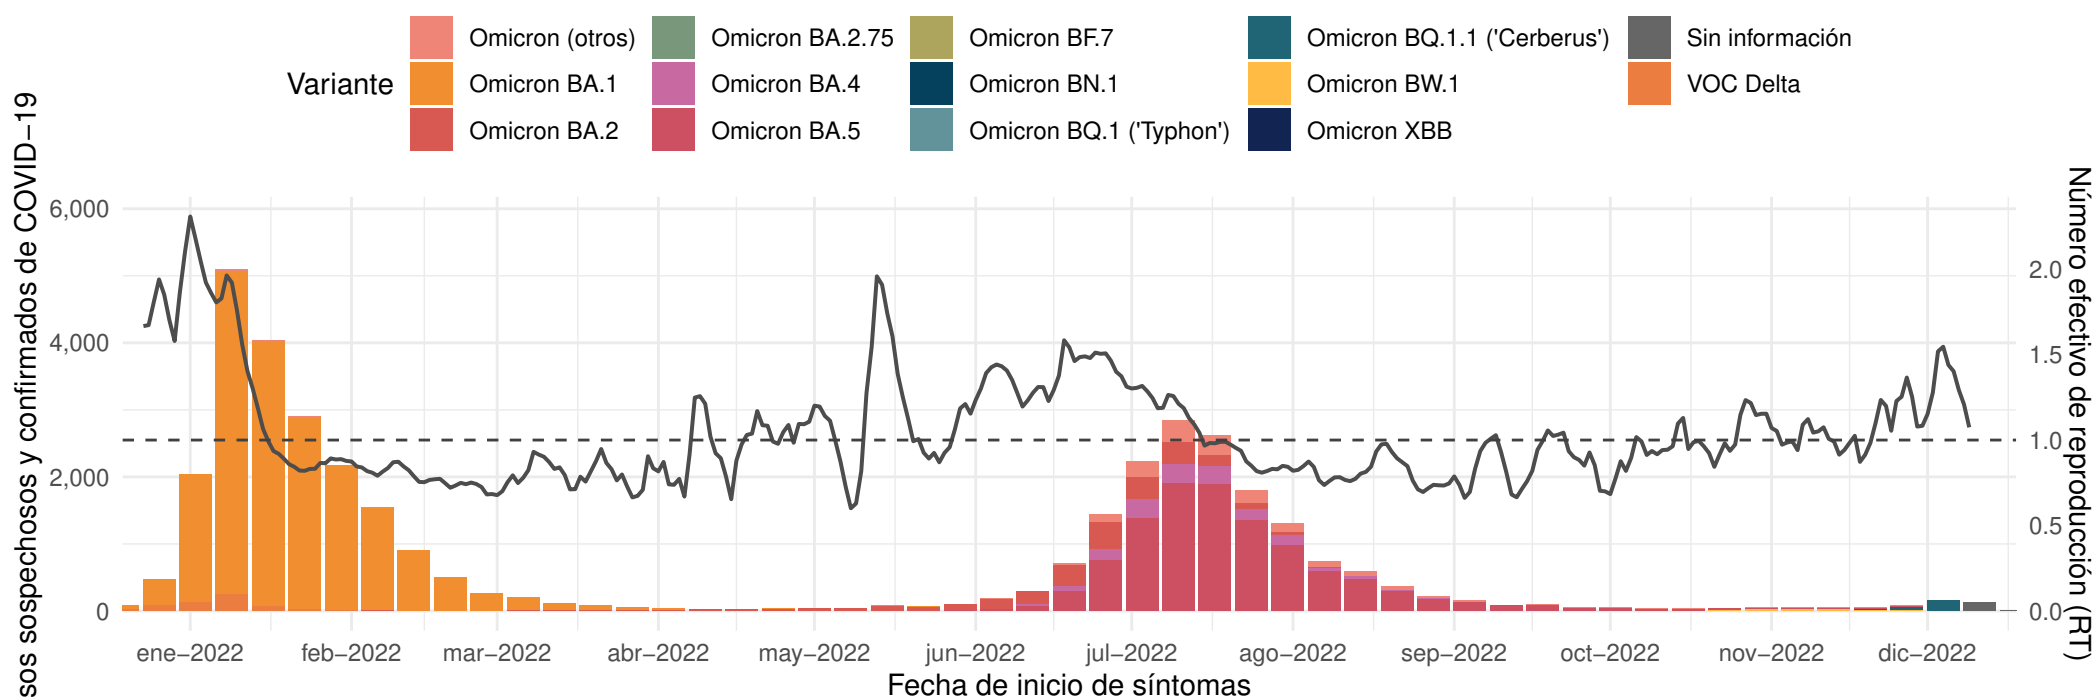 Variante
Omicron (otros)
Omicron BA.1
Omicron BA.2
Omicron BA.2.75
Omicron BA.4
Omicron BA.5
Omicron BF.7
Omicron BN.1
Omicron BQ.1 ('Typhon')
Omicron BQ.1.1 ('Cerberus')
Omicron BW.1
Omicron XBB
Sin información
VOC Delta
sos sospechosos y confirmados de COVID−19
6,000
4,000
2,000
0
2.0
1.5
1.0
0.5
0.0
Número efectivo de reproducción (RT)
ene−2022
feb−2022
mar−2022
abr−2022
may−2022
jun−2022
jul−2022
ago−2022
sep−2022
oct−2022
nov−2022
dic−2022
Fecha de inicio de síntomas